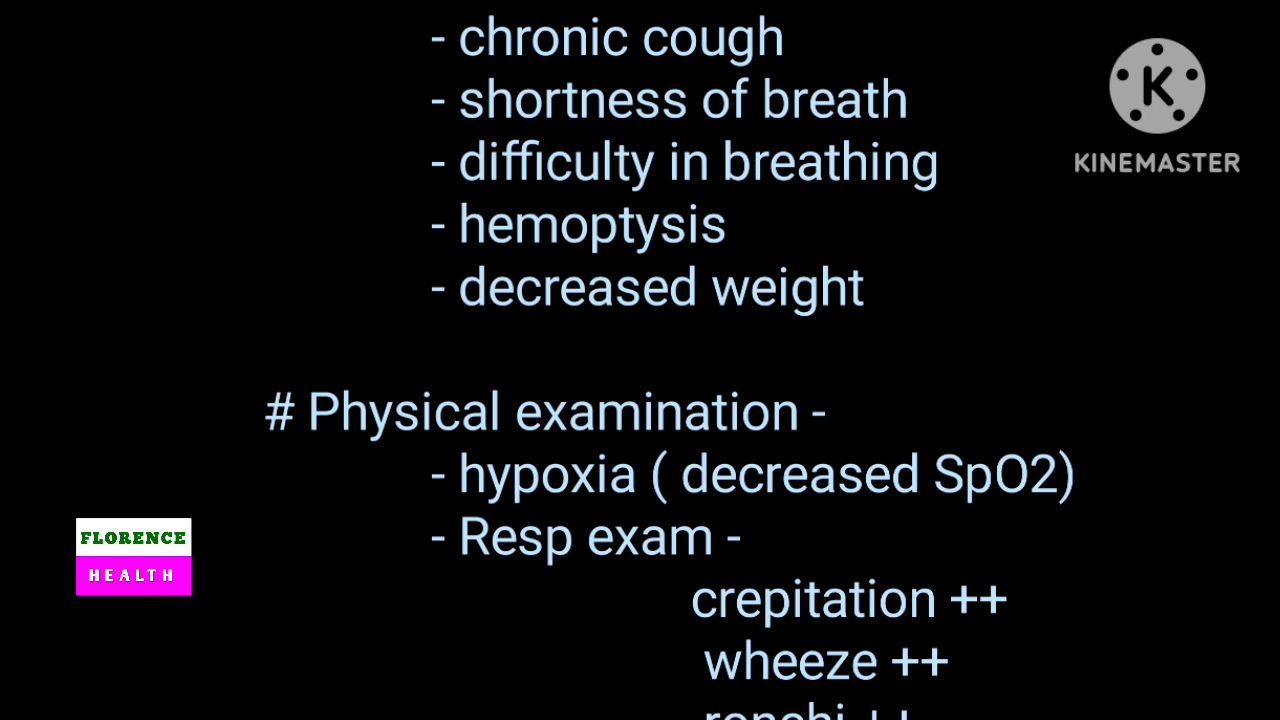 - chronic cough
- shortness of breath
- difficulty in breathing
- hemoptysis
- decreased weight
# Physical examination -
- hypoxia ( decreased SpO2)
- Resp exam -
crepitation ++
wheeze ++
ronchi ++
K
KINEMASTER
FLORENCE
HEALTH